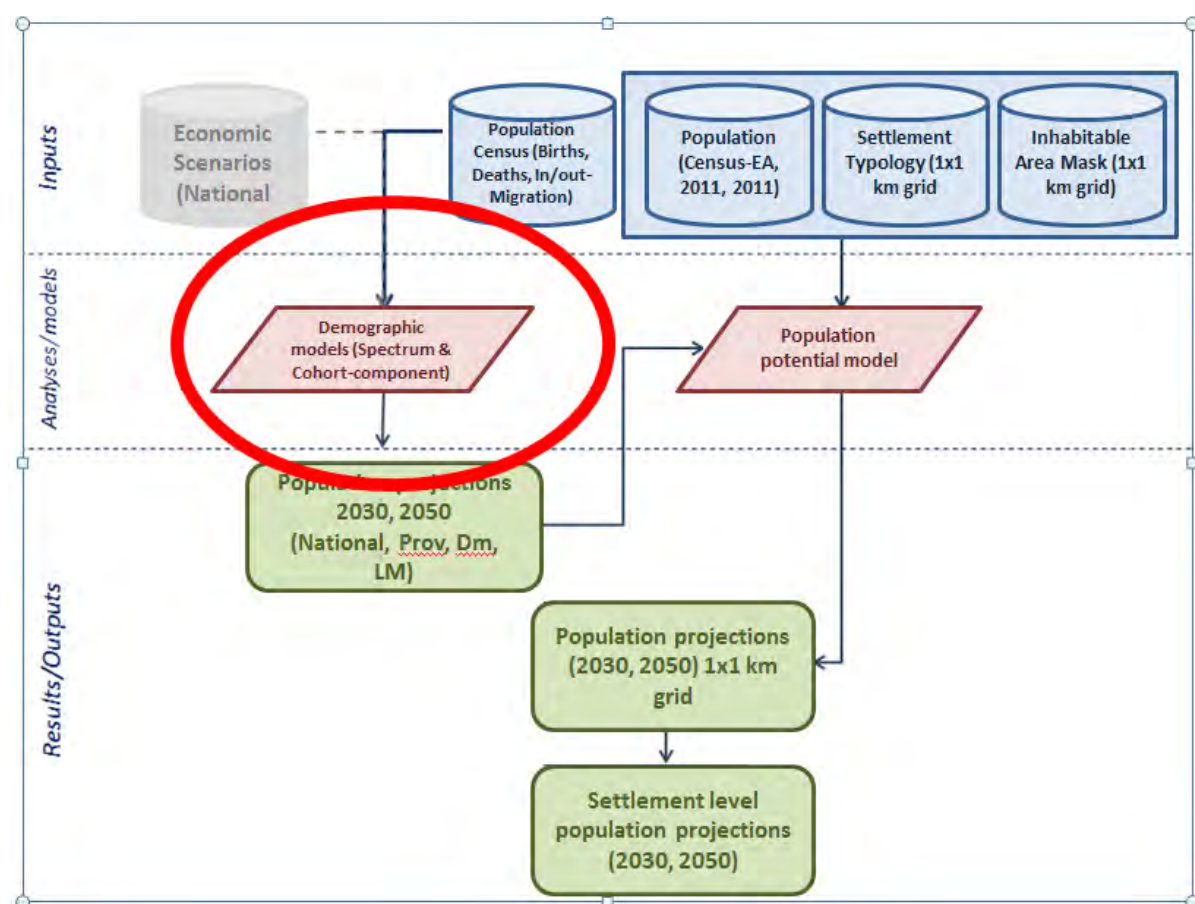 Inputs
Economic
Scenarios
(National
Population
Census (Births,
Deaths, In/out-
Migration)
Population
(Census-EA,
2011, 2011)
Settlement
Typology (1x1
km grid
Inhabitable
Area Mask (1x1
km grid)
Analyses/models
Demographic
models (Spectrum &
Cohort-component)
Population
potential model
Results/Outputs
Population projections
2030, 2050
(National, Prov, Dm,
LM)
Population projections
(2030, 2050) 1x1 km
grid
Settlement level
population projections
(2030, 2050)